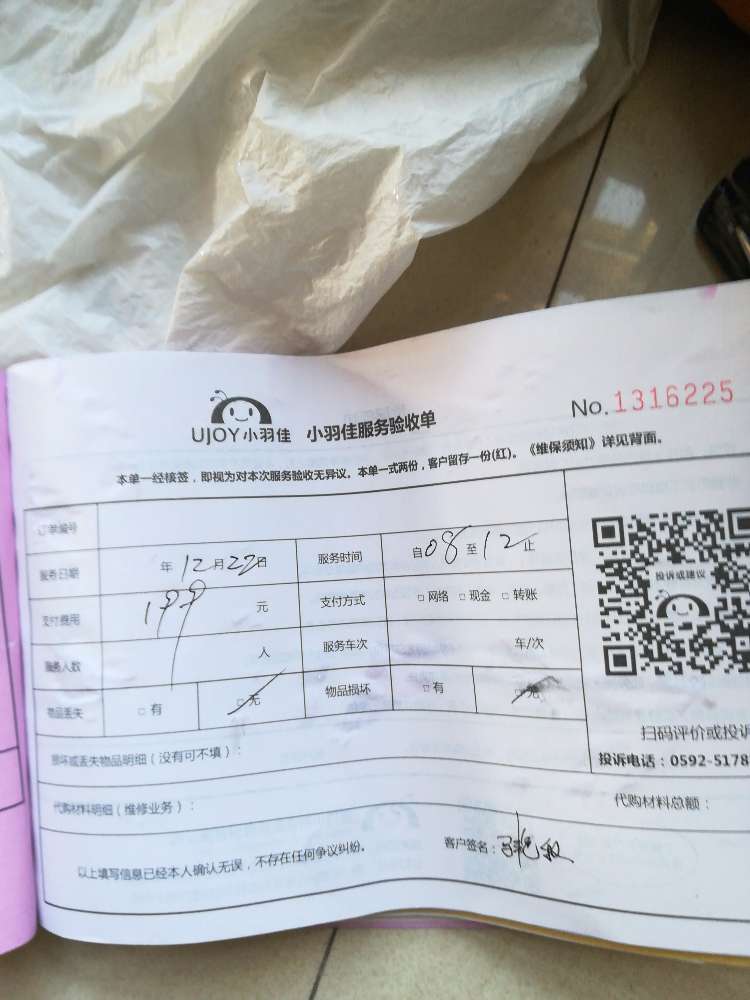 UJOY小羽佳 小羽佳服务验收单 No.1316225
本单一经接签，即视为对本次服务验收无异议。本单一式两份，客户留存一份(红)。《维保须知》详见背面。
订单编号
服务日期 年12月22日 服务时间 自08至12止
支付费用 199元 支付方式 □网络 □现金 □转账
服务人数 人 服务车次 车/次
物品丢失 □有 □无 物品损坏 □有 □无
投诉或建议
扫码评价或投诉
投诉电话：0592-5178
损坏或丢失物品明细（没有可不填）：
代购材料明细（维修业务）： 代购材料总额：
以上填写信息已经本人确认无误，不存在任何争议纠纷。 客户签名：